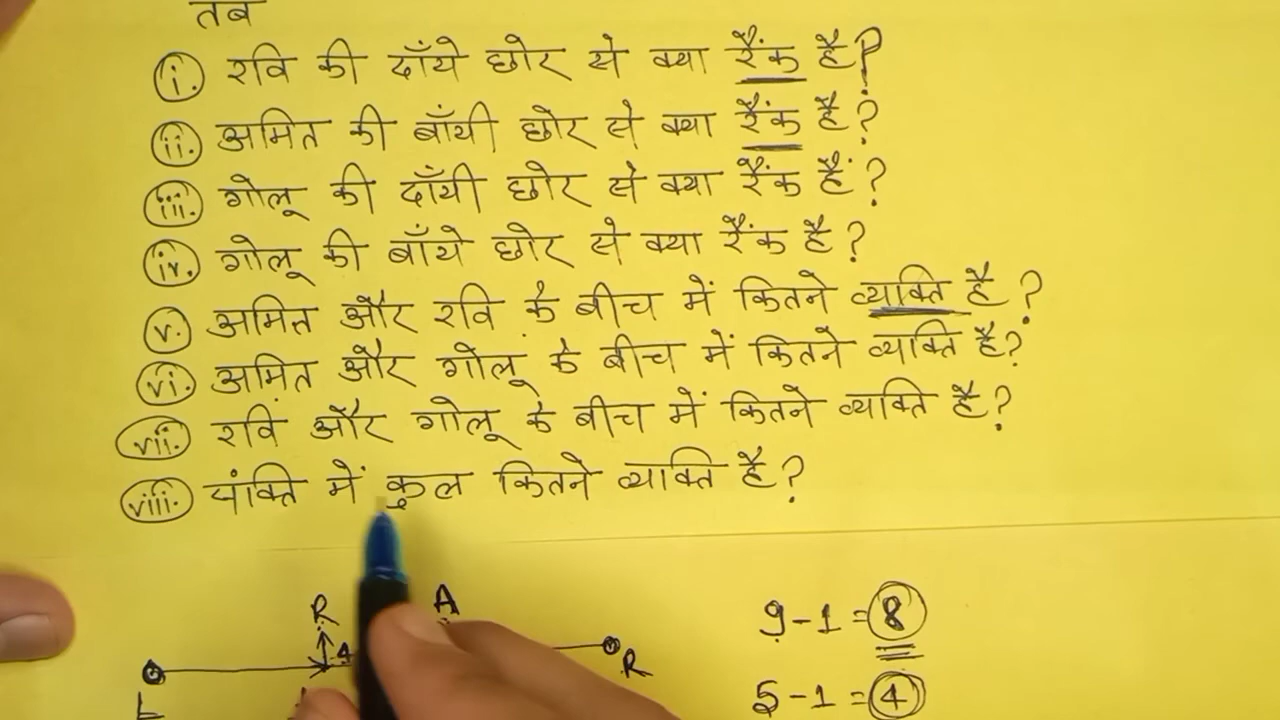 तब
i. रवि की दाँये छोर से क्या रैंक है?
ii. अमित की बाँयी छोर से क्या रैंक है?
iii. गोलू की दाँयी छोर से क्या रैंक है?
iv. गोलू की बाँये छोर से क्या रैंक है?
v. अमित और रवि के बीच में कितने व्यक्ति है?
vi. अमित और गोलू के बीच में कितने व्यक्ति है?
vii. रवि और गोलू के बीच में कितने व्यक्ति है?
viii. पंक्ति में कुल कितने व्यक्ति है?
R A
9-1=8
4
L R
5-1=4